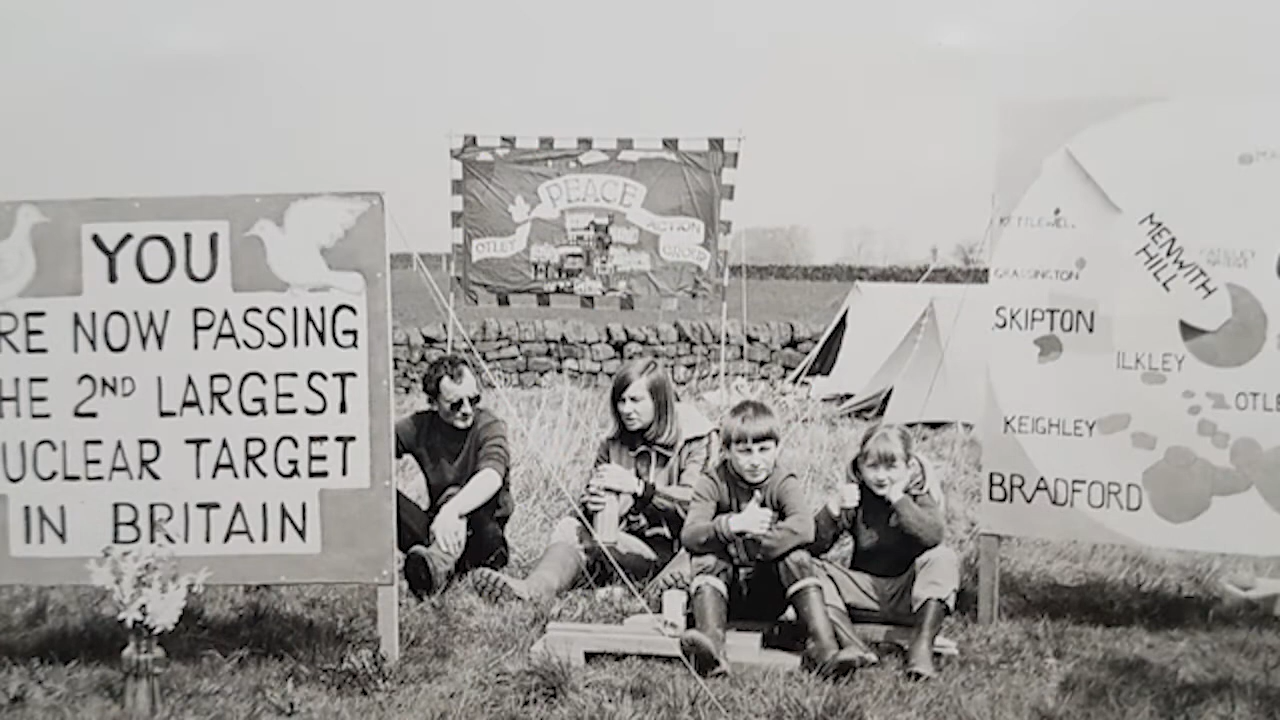 YOU
RE NOW PASSING
HE 2ND LARGEST
UCLEAR TARGET
IN BRITAIN
PEACE
OTLEY
ACTION
GROUP
KETTLEWELL
GRASSINGTON
SKIPTON
MENWITH
HILL
ILKLEY
OTLE
KEIGHLEY
BRADFORD